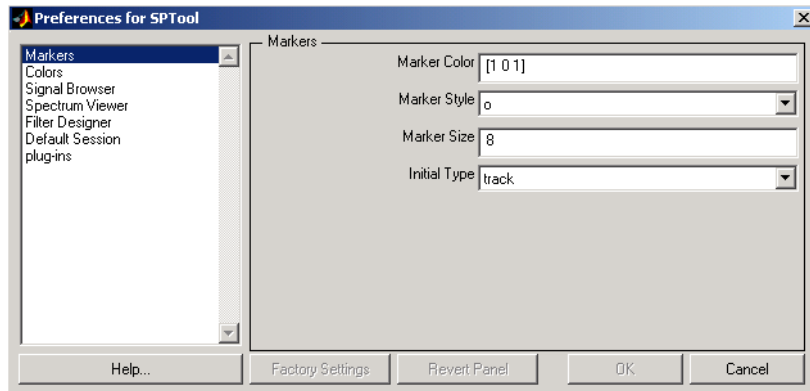 Preferences for SPTool
Markers
Colors
Signal Browser
Spectrum Viewer
Filter Designer
Default Session
plug-ins
Markers
Marker Color [1 0 1]
Marker Style o
Marker Size 8
Initial Type track
Help... Factory Settings Revert Panel OK Cancel